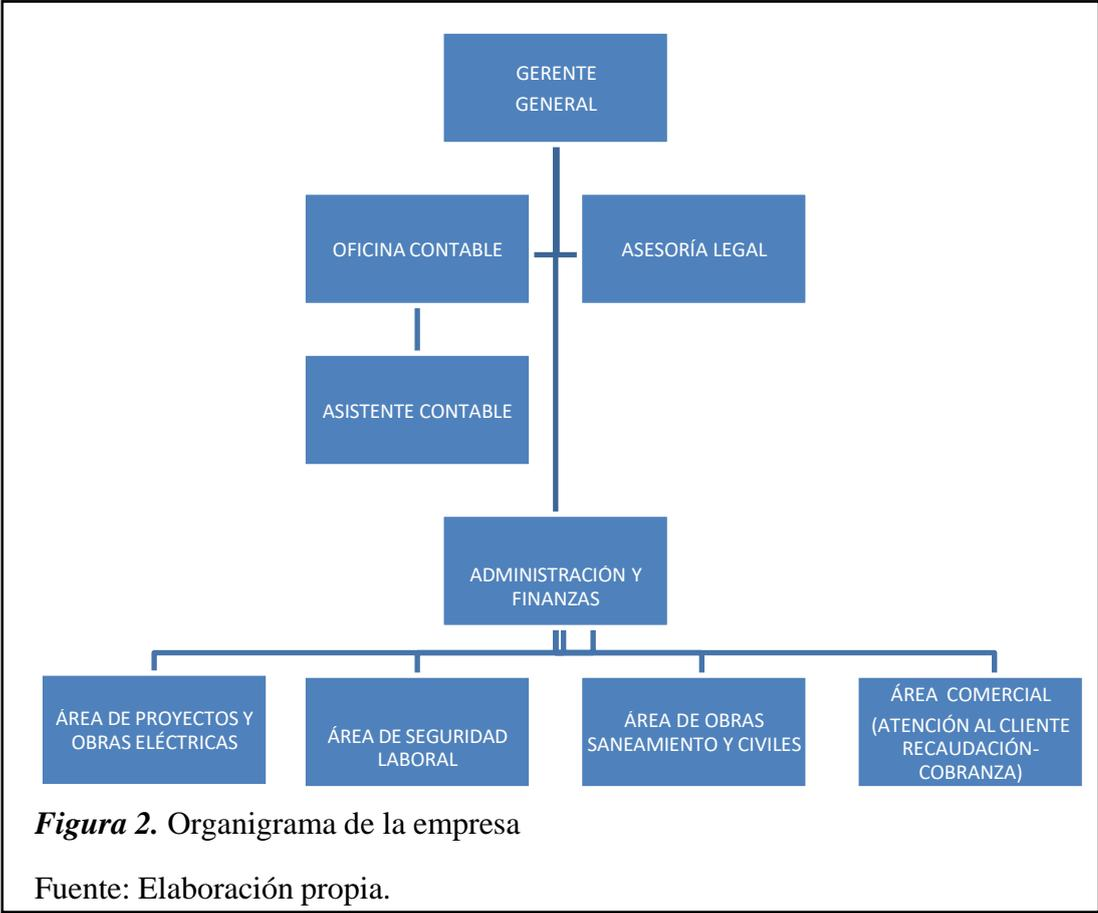 GERENTE
GENERAL
OFICINA CONTABLE
ASESORÍA LEGAL
ASISTENTE CONTABLE
ADMINISTRACIÓN Y
FINANZAS
ÁREA DE PROYECTOS Y
OBRAS ELÉCTRICAS
ÁREA DE SEGURIDAD
LABORAL
ÁREA DE OBRAS
SANEAMIENTO Y CIVILES
ÁREA COMERCIAL
(ATENCIÓN AL CLIENTE
RECAUDACIÓN-
COBRANZA)
Figura 2. Organigrama de la empresa
Fuente: Elaboración propia.